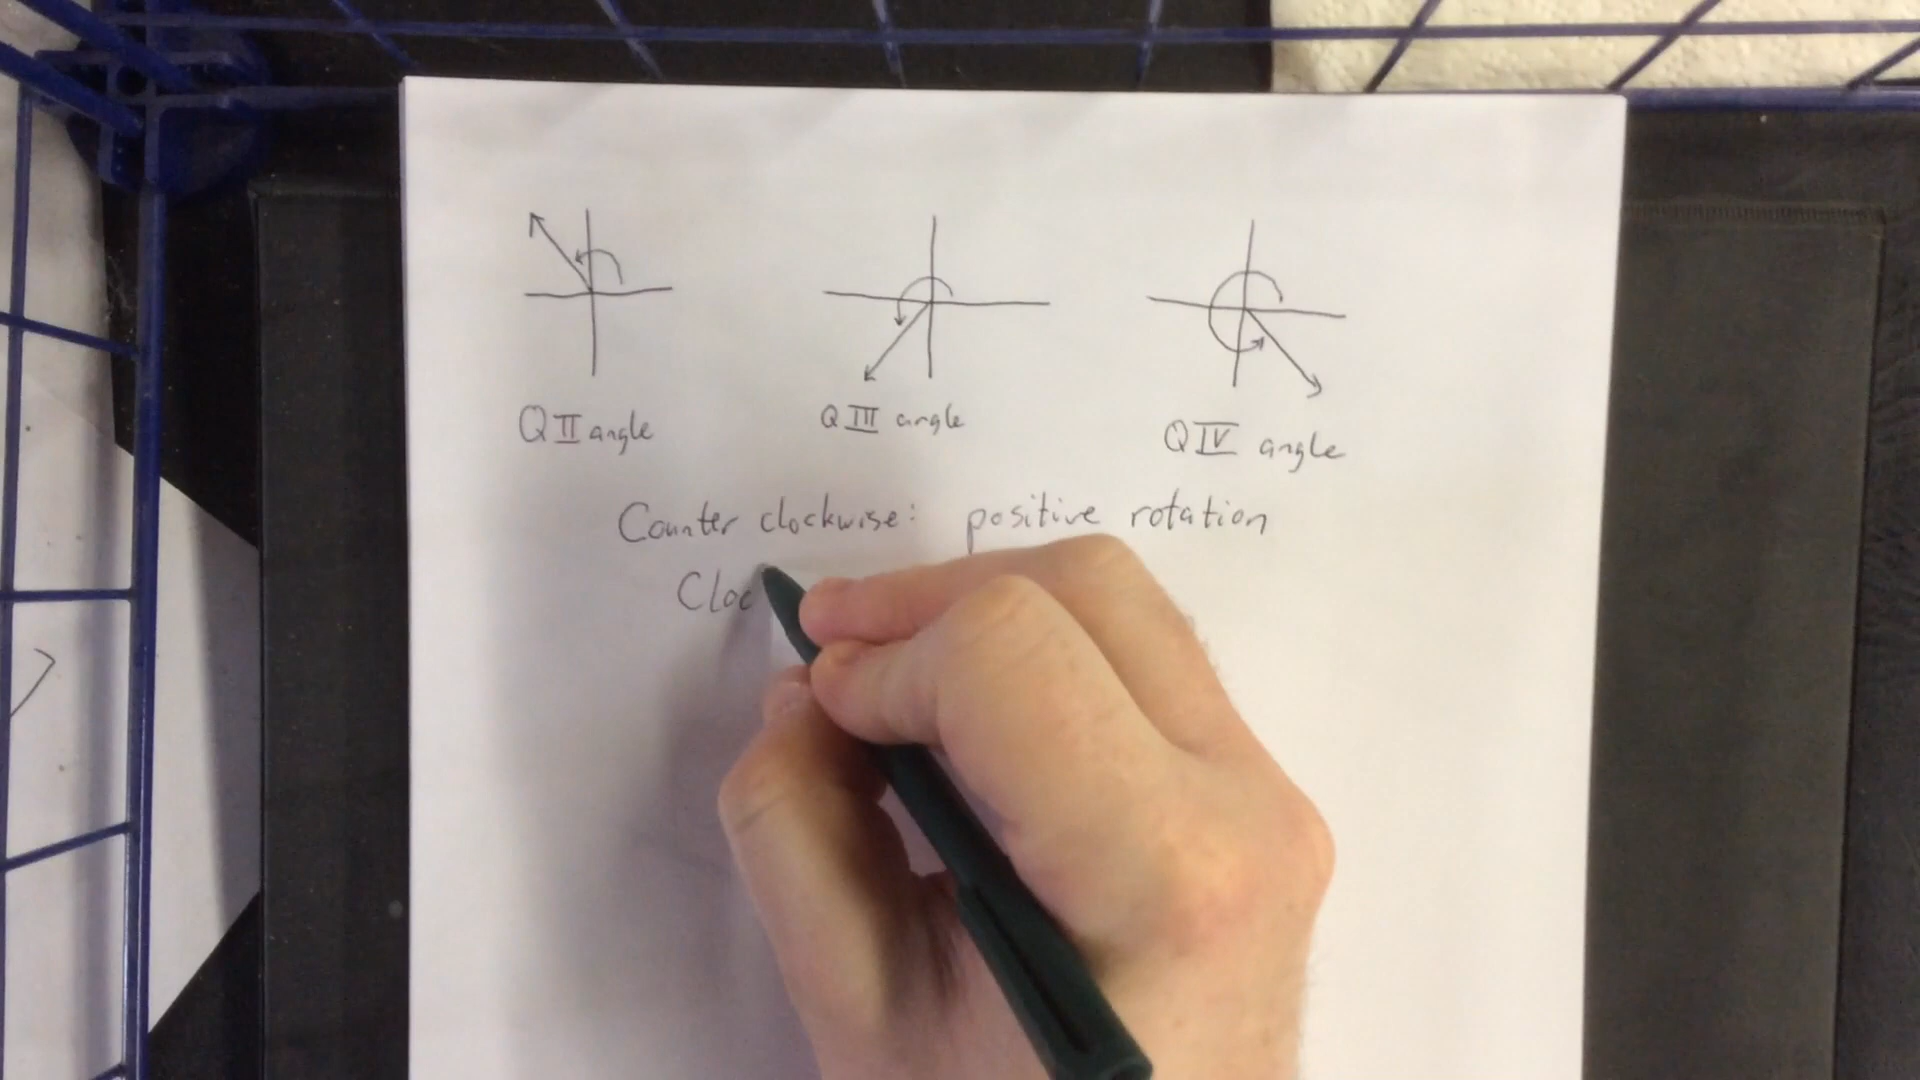 Q II angle
Q III angle
Q IV angle
Counter clockwise: positive rotation
Cloc